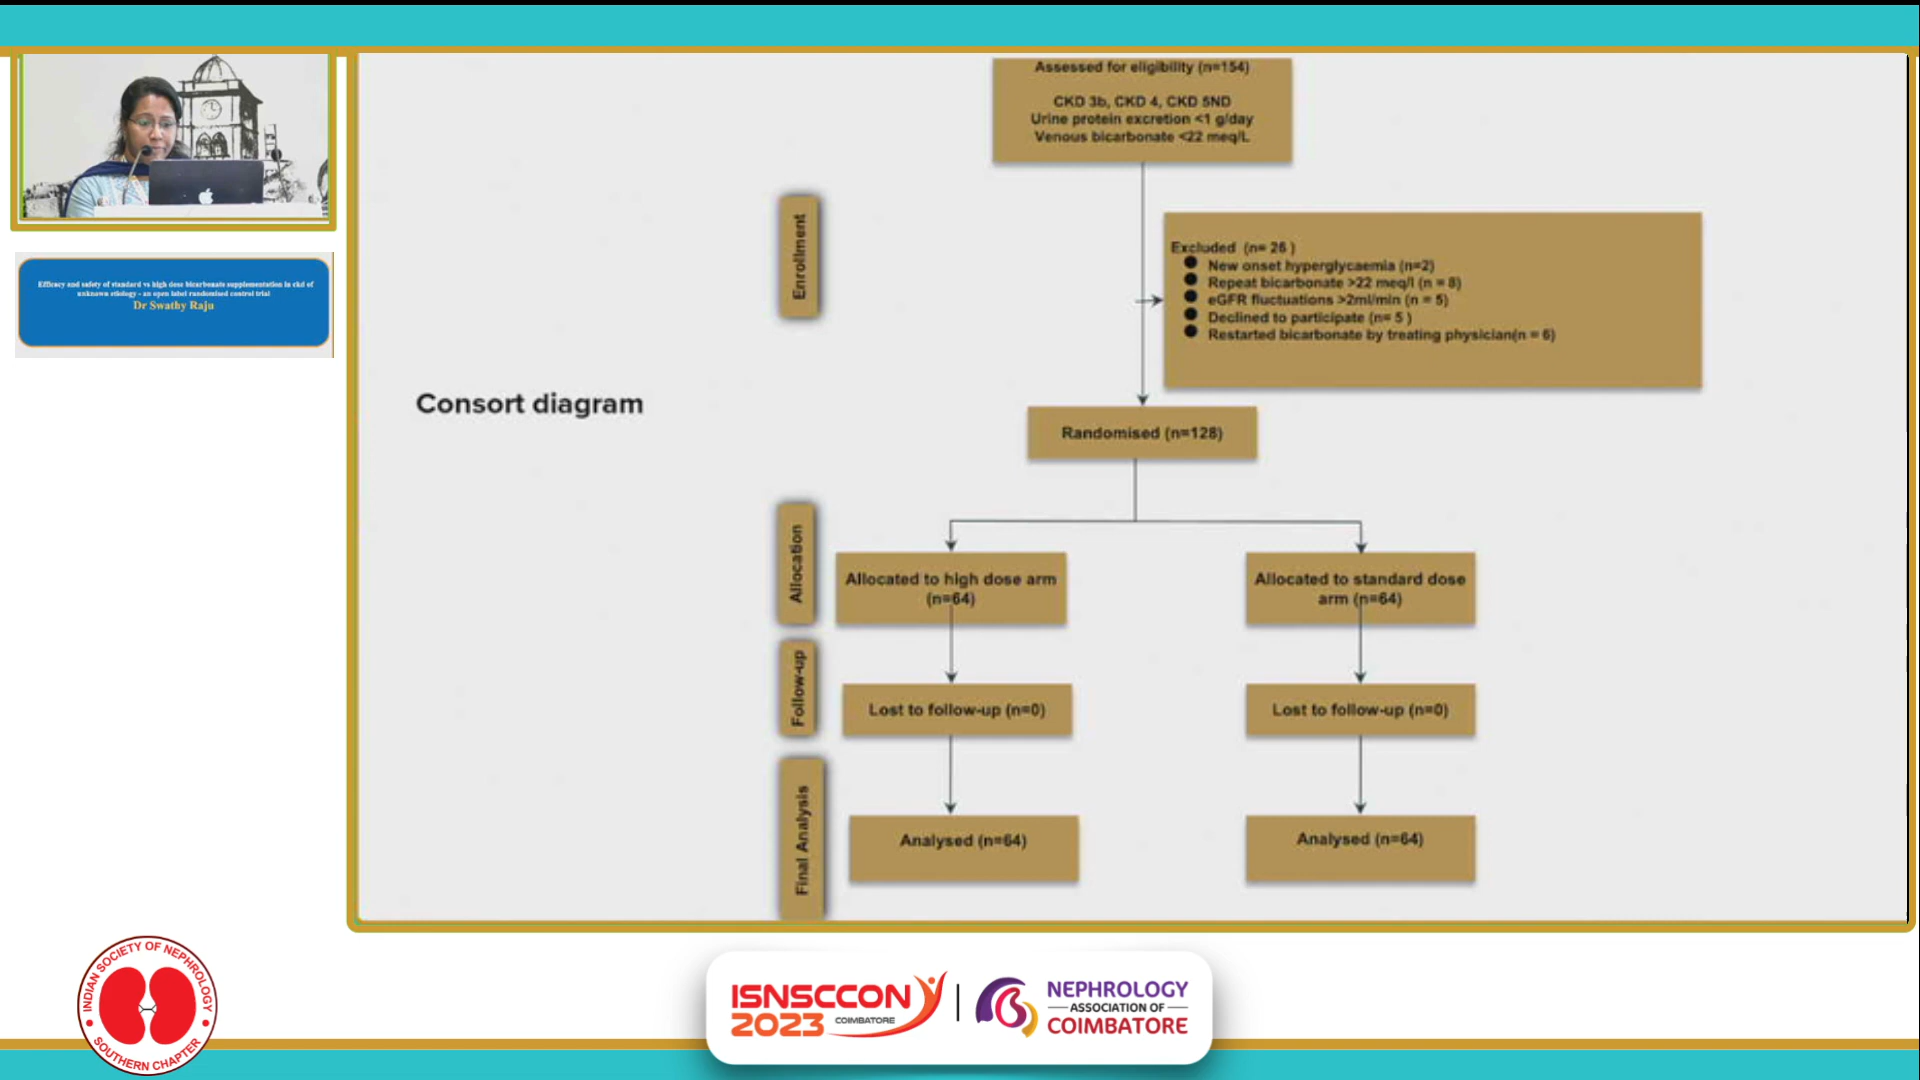 Efficacy and safety of standard vs high dose bicarbonate supplementation in ckd of
unknown etiology - an open label randomised control trial
Dr Swathy Raju
Assessed for eligibility (n=154)
CKD 3b, CKD 4, CKD 5ND
Urine protein excretion <1 g/day
Venous bicarbonate <22 meq/L
Enrollment
Excluded (n= 26 )
● New onset hyperglycaemia (n=2)
● Repeat bicarbonate >22 meq/l (n = 8)
● eGFR fluctuations >2ml/min (n = 5)
● Declined to participate (n= 5 )
● Restarted bicarbonate by treating physician(n = 6)
Consort diagram
Randomised (n=128)
Allocation
Allocated to high dose arm
(n=64)
Allocated to standard dose
arm (n=64)
Follow-up
Lost to follow-up (n=0)
Lost to follow-up (n=0)
Final Analysis
Analysed (n=64)
Analysed (n=64)
INDIAN SOCIETY OF NEPHROLOGY
SOUTHERN CHAPTER
ISNSCCON
2023 COIMBATORE
NEPHROLOGY
ASSOCIATION OF
COIMBATORE